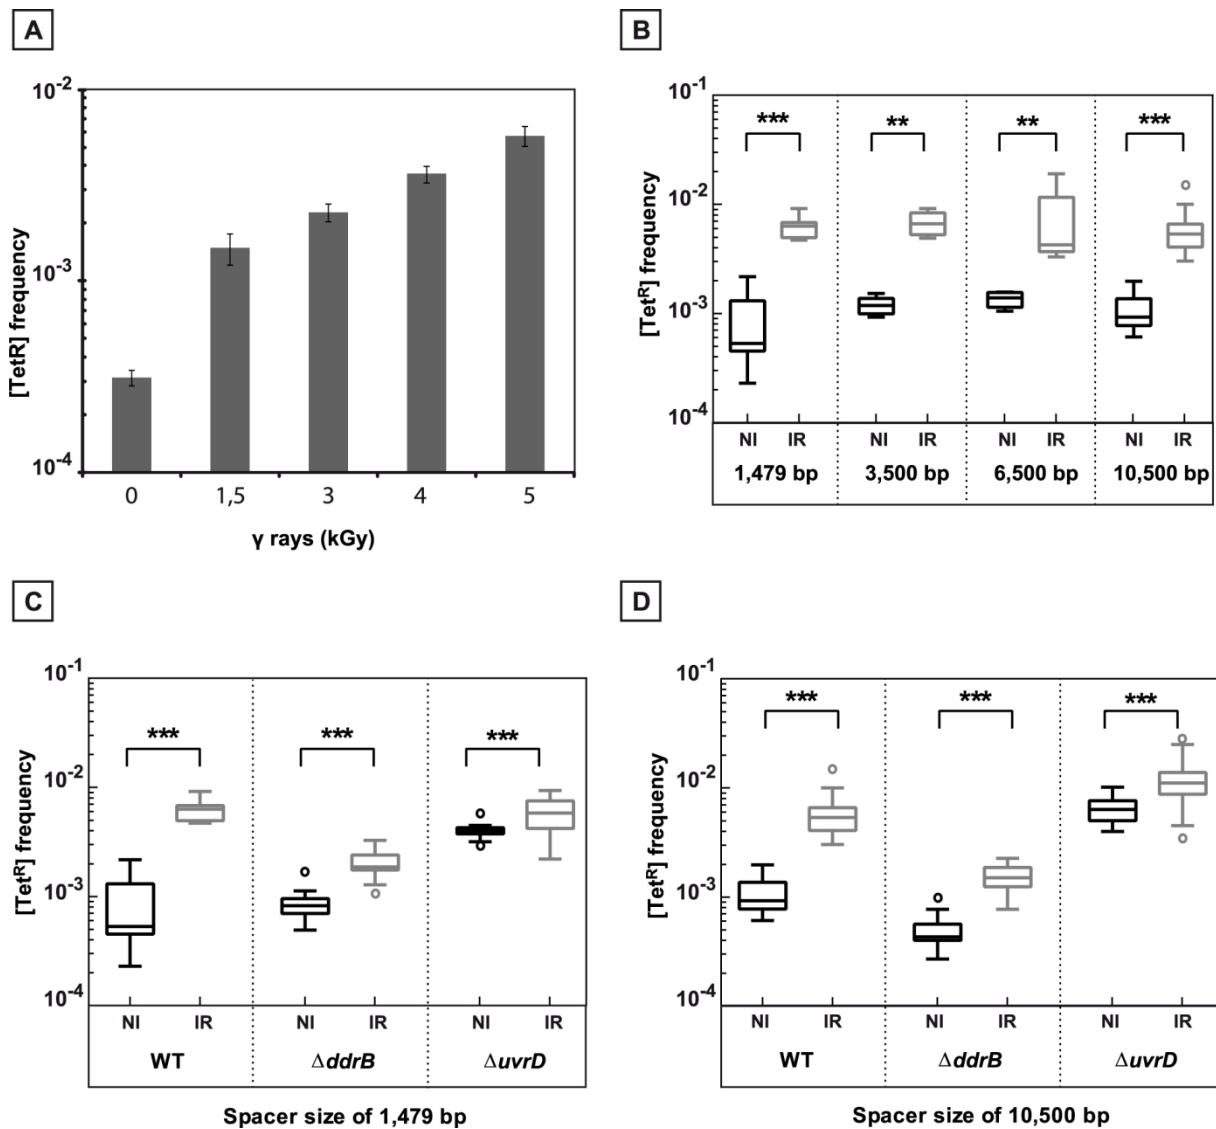 A
10⁻²
10⁻³
10⁻⁴
[TetR] frequency
0 1,5 3 4 5
γ rays (kGy)
B
10⁻¹
10⁻²
10⁻³
10⁻⁴
[Tetᴿ] frequency
*** ** ** ***
NI IR NI IR NI IR NI IR
1,479 bp 3,500 bp 6,500 bp 10,500 bp
C
10⁻¹
10⁻²
10⁻³
10⁻⁴
[Tetᴿ] frequency
*** *** ***
NI IR NI IR NI IR
WT ΔddrB ΔuvrD
Spacer size of 1,479 bp
D
10⁻¹
10⁻²
10⁻³
10⁻⁴
[Tetᴿ] frequency
*** *** ***
NI IR NI IR NI IR
WT ΔddrB ΔuvrD
Spacer size of 10,500 bp